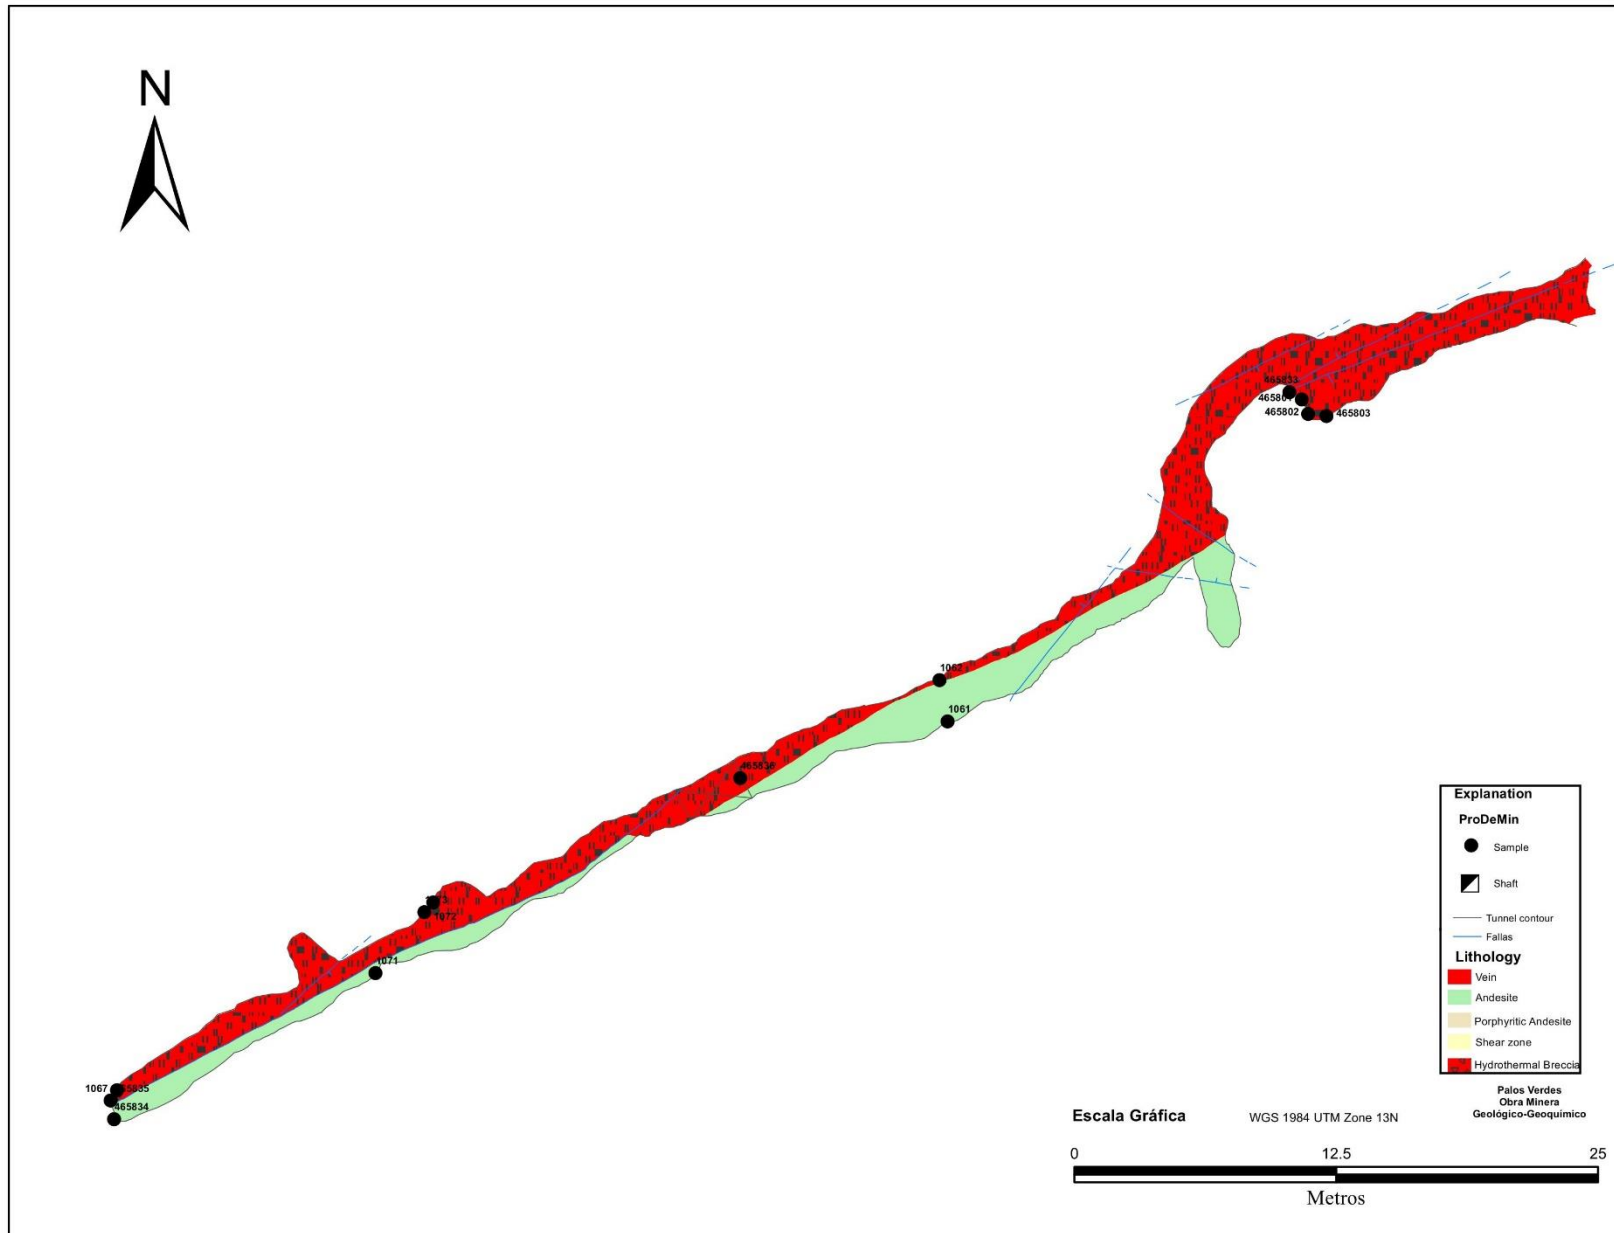 N
465833
465801
465802
465803
1062
1061
465836
1072
1071
1067
465834
Explanation
ProDeMin
Sample
Shaft
Tunnel contour
Fallas
Lithology
Vein
Andesite
Porphyritic Andesite
Shear zone
Hydrothermal Breccia
Palos Verdes
Obra Minera
Geológico-Geoquímico
Escala Gráfica
WGS 1984 UTM Zone 13N
0 12.5 25
Metros